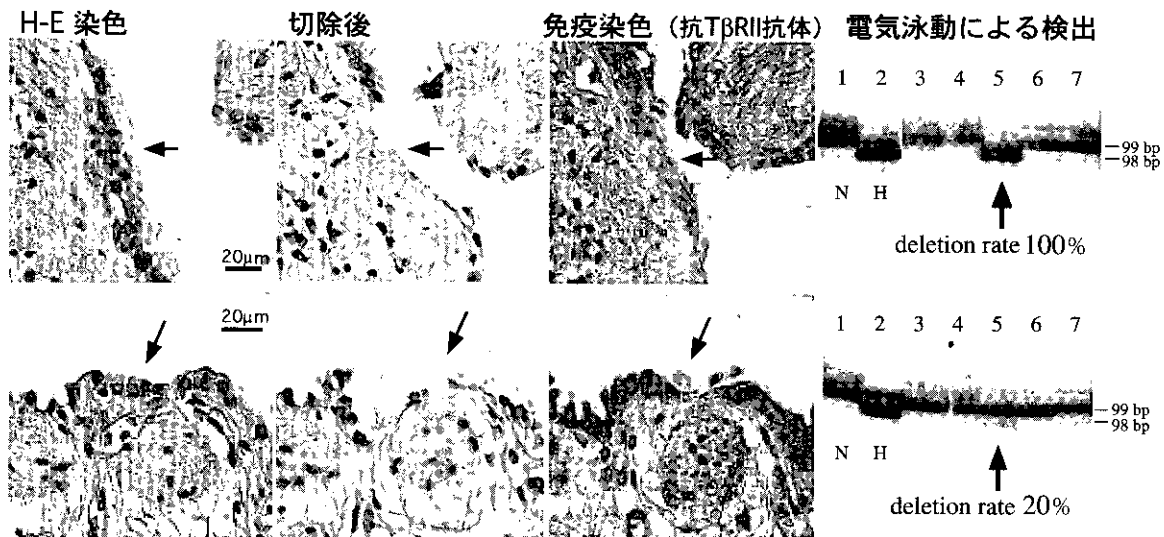 H-E 染色
切除後
免疫染色 (抗TβRII抗体)
電気泳動による検出
1 2 3 4 5 6 7
99 bp
98 bp
N H
deletion rate 100%
20μm
20μm
1 2 3 4 5 6 7
99 bp
98 bp
N H
deletion rate 20%